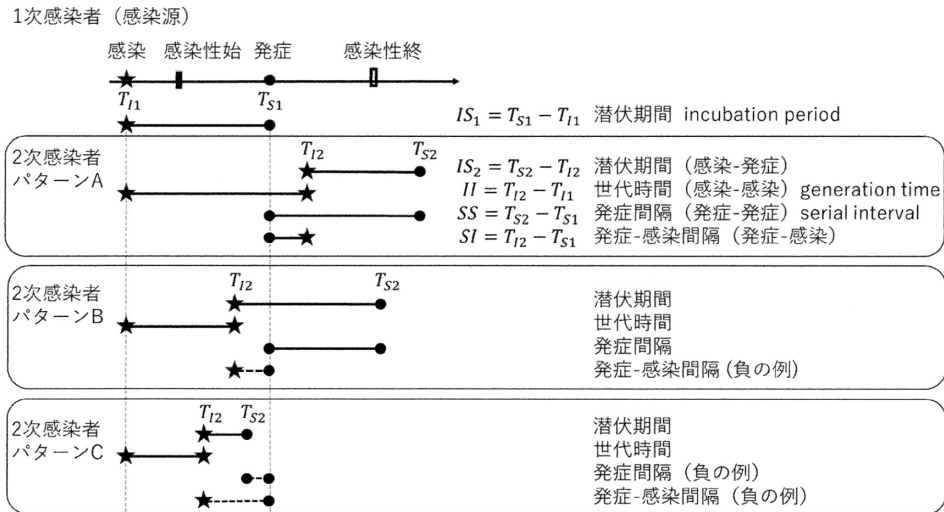 1次感染者（感染源）
感染 感染性始 発症 感染性終
T_{I1} T_{S1}
IS_1 = T_{S1} − T_{I1} 潜伏期間 incubation period
T_{I2} T_{S2}
2次感染者
パターンA
IS_2 = T_{S2} − T_{I2} 潜伏期間（感染-発症）
II = T_{I2} − T_{I1} 世代時間（感染-感染）generation time
SS = T_{S2} − T_{S1} 発症間隔（発症-発症）serial interval
SI = T_{I2} − T_{S1} 発症-感染間隔（発症-感染）
T_{I2} T_{S2}
2次感染者
パターンB
潜伏期間
世代時間
発症間隔
発症-感染間隔（負の例）
T_{I2} T_{S2}
2次感染者
パターンC
潜伏期間
世代時間
発症間隔（負の例）
発症-感染間隔（負の例）